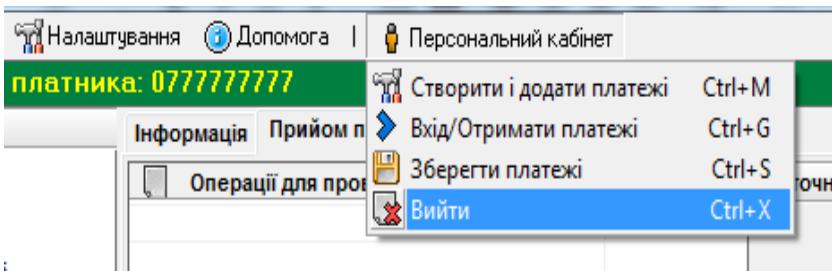 Налаштування Допомога | Персональний кабінет
платника: 0777777777
Створити і додати платежі Ctrl+M
Інформація Прийом п
Вхід/Отримати платежі Ctrl+G
Зберегти платежі Ctrl+S
Операції для пров
Вийти Ctrl+X